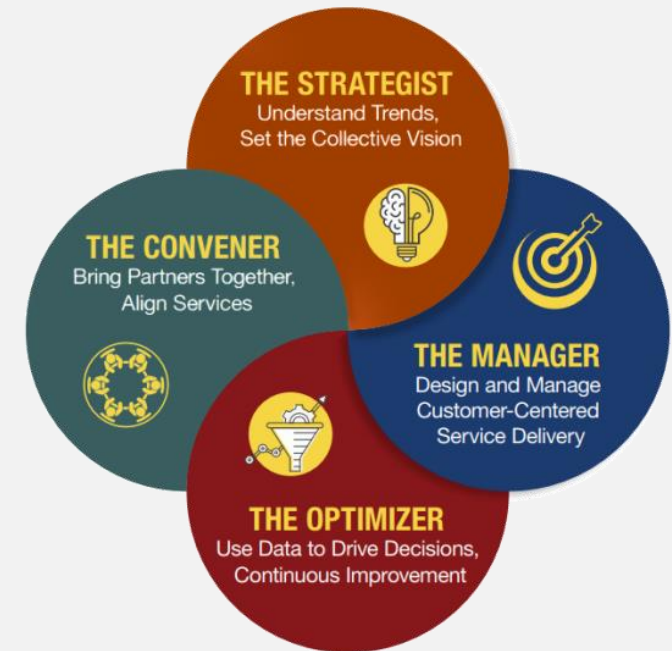 THE STRATEGIST
Understand Trends,
Set the Collective Vision
THE CONVENER
Bring Partners Together,
Align Services
THE MANAGER
Design and Manage
Customer-Centered
Service Delivery
THE OPTIMIZER
Use Data to Drive Decisions,
Continuous Improvement